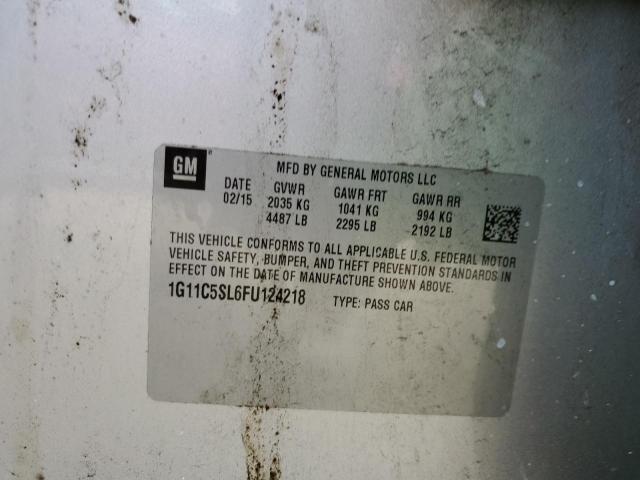 GM
MFD BY GENERAL MOTORS LLC
DATE GVWR GAWR FRT GAWR RR
02/15 2035 KG 1041 KG 994 KG
4487 LB 2295 LB 2192 LB
THIS VEHICLE CONFORMS TO ALL APPLICABLE U.S. FEDERAL MOTOR
VEHICLE SAFETY, BUMPER, AND THEFT PREVENTION STANDARDS IN
EFFECT ON THE DATE OF MANUFACTURE SHOWN ABOVE.
1G11C5SL6FU124218 TYPE: PASS CAR